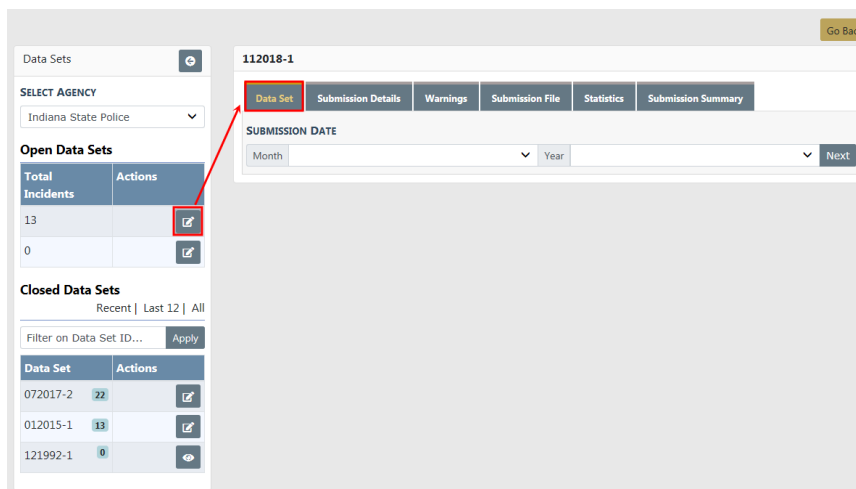 Go Bac
Data Sets
SELECT AGENCY
Indiana State Police
Open Data Sets
Total Incidents Actions
13
0
Closed Data Sets
Recent | Last 12 | All
Filter on Data Set ID... Apply
Data Set Actions
072017-2 22
012015-1 13
121992-1 0
112018-1
Data Set Submission Details Warnings Submission File Statistics Submission Summary
SUBMISSION DATE
Month Year Next